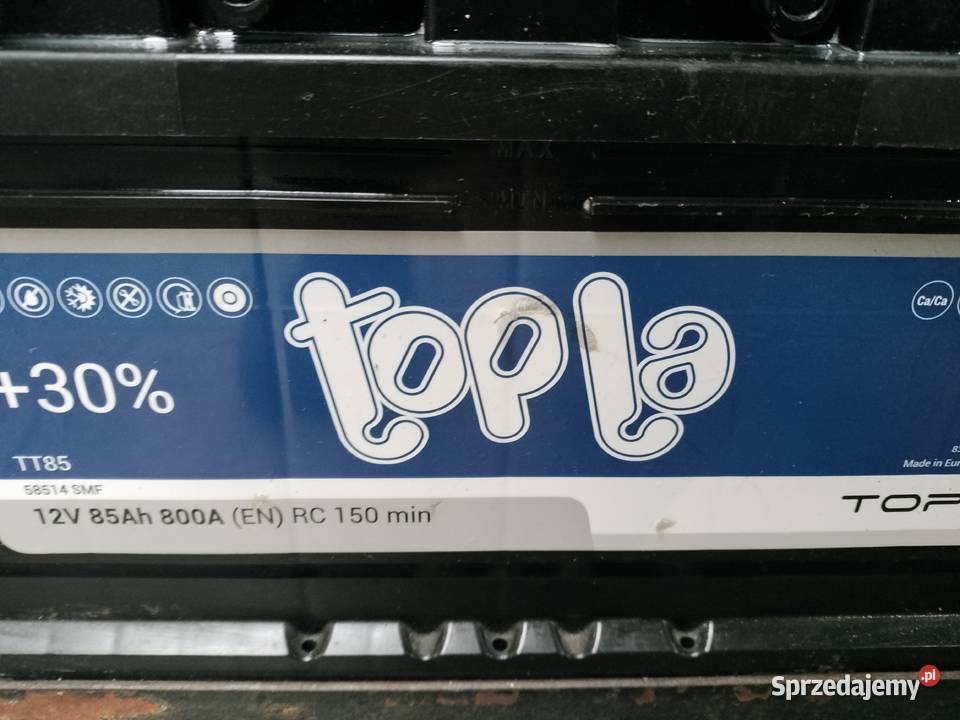 MAX
MIN
topla
Ca/Ca
+30%
TT85
Made in Eur
58514 SMF
12V 85Ah 800A (EN) RC 150 min
TOP
Sprzedajemy.pl